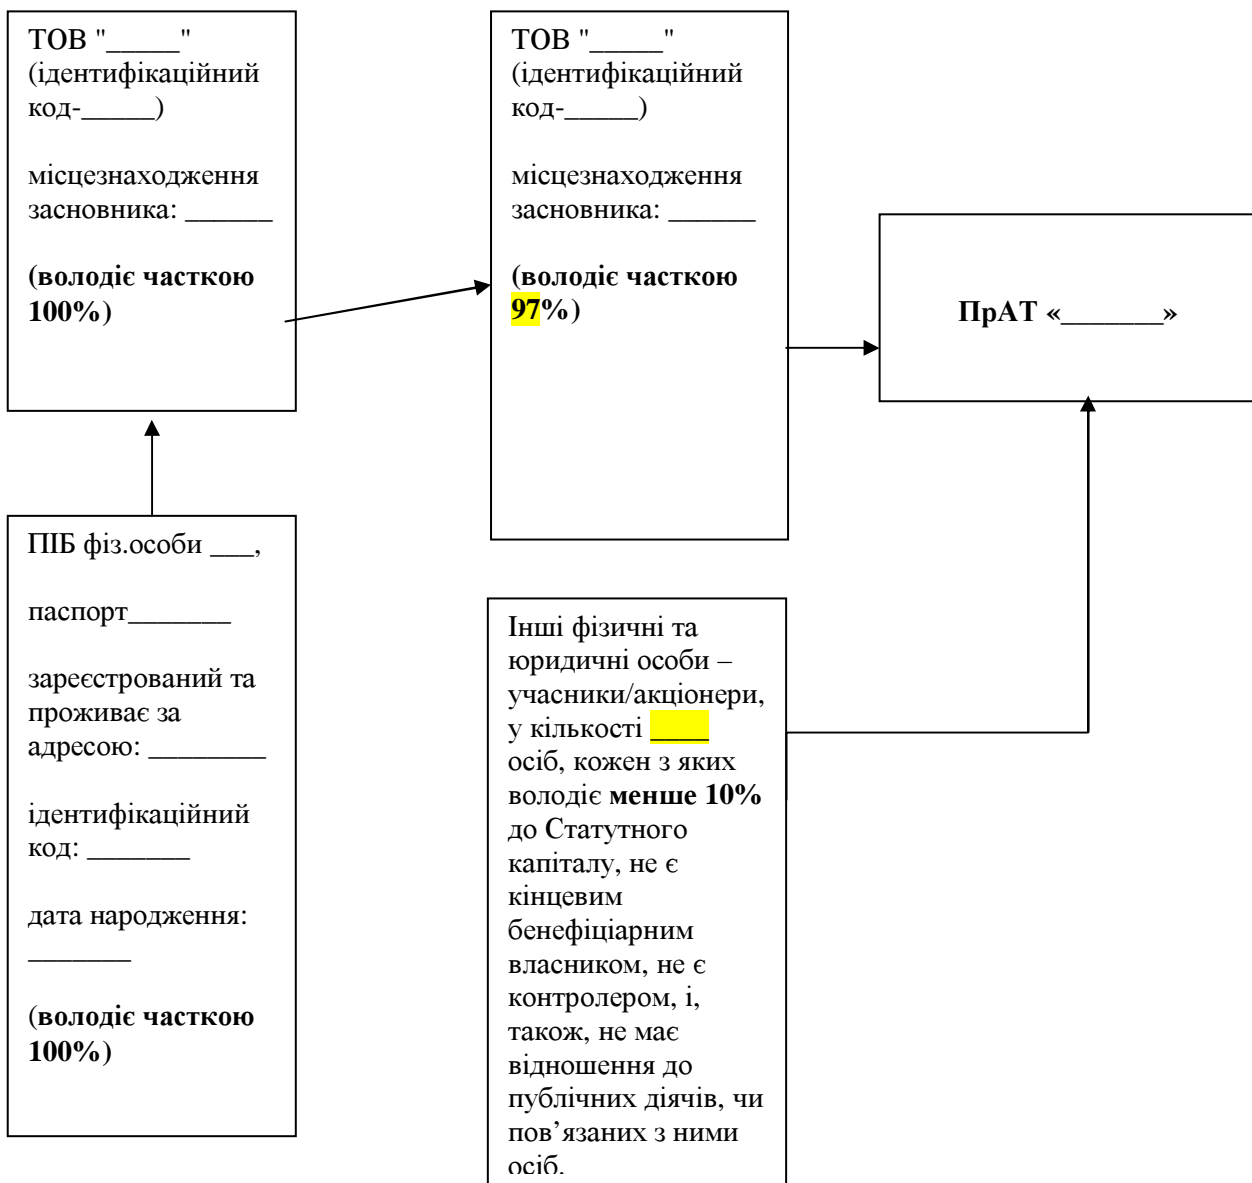 ТОВ "_____"
(ідентифікаційний
код-_____)
місцезнаходження
засновника: ______
(володіє часткою
100%)
ТОВ "_____"
(ідентифікаційний
код-_____)
місцезнаходження
засновника: ______
(володіє часткою
97%)
ПрАТ «_______»
ПІБ фіз.особи ___,
паспорт_______
зареєстрований та
проживає за
адресою: ________
ідентифікаційний
код: _______
дата народження:
_______
(володіє часткою
100%)
Інші фізичні та
юридичні особи –
учасники/акціонери,
у кількості ____
осіб, кожен з яких
володіє менше 10%
до Статутного
капіталу, не є
кінцевим
бенефіціарним
власником, не є
контролером, і,
також, не має
відношення до
публічних діячів, чи
пов’язаних з ними
осіб.